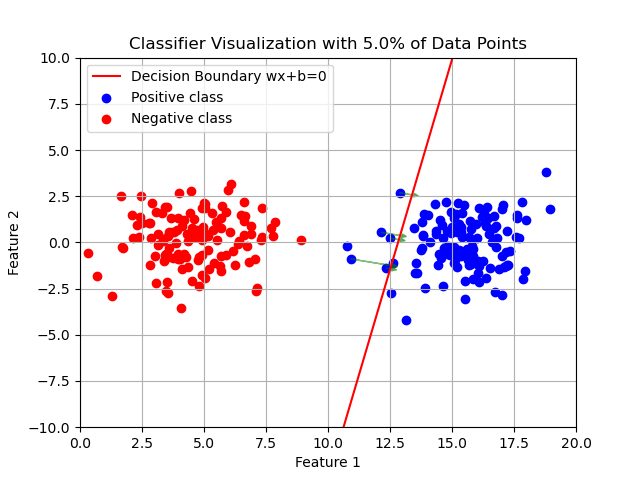 Classifier Visualization with 5.0% of Data Points
Decision Boundary wx+b=0
Positive class
Negative class
10.0
7.5
5.0
2.5
0.0
−2.5
−5.0
−7.5
−10.0
Feature 2
0.0 2.5 5.0 7.5 10.0 12.5 15.0 17.5 20.0
Feature 1